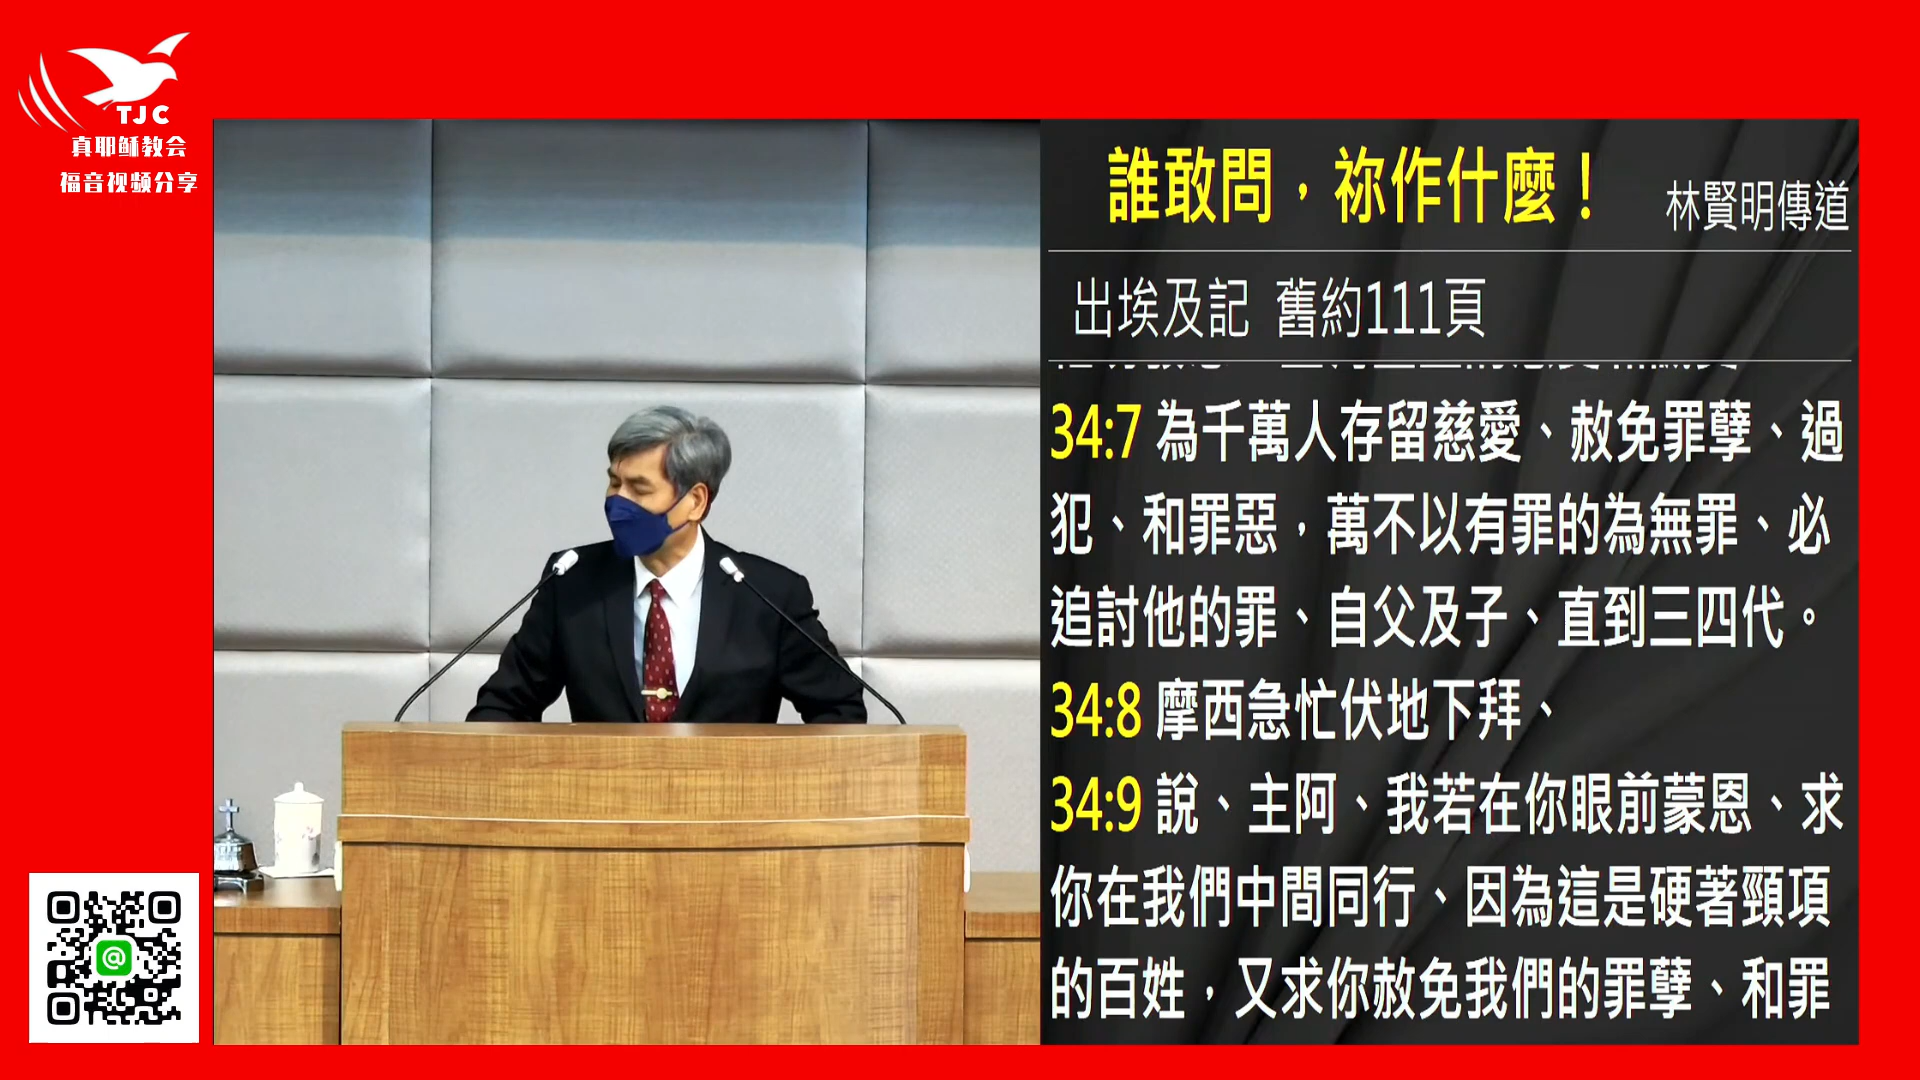 TJC
真耶稣教会
福音视频分享
誰敢問，祢作什麼！
林賢明傳道
出埃及記 舊約111頁
34:7 為千萬人存留慈愛、赦免罪孽、過
犯、和罪惡，萬不以有罪的為無罪、必
追討他的罪、自父及子、直到三四代。
34:8 摩西急忙伏地下拜、
34:9 說、主阿、我若在你眼前蒙恩、求
你在我們中間同行、因為這是硬著頸項
的百姓，又求你赦免我們的罪孽、和罪
@